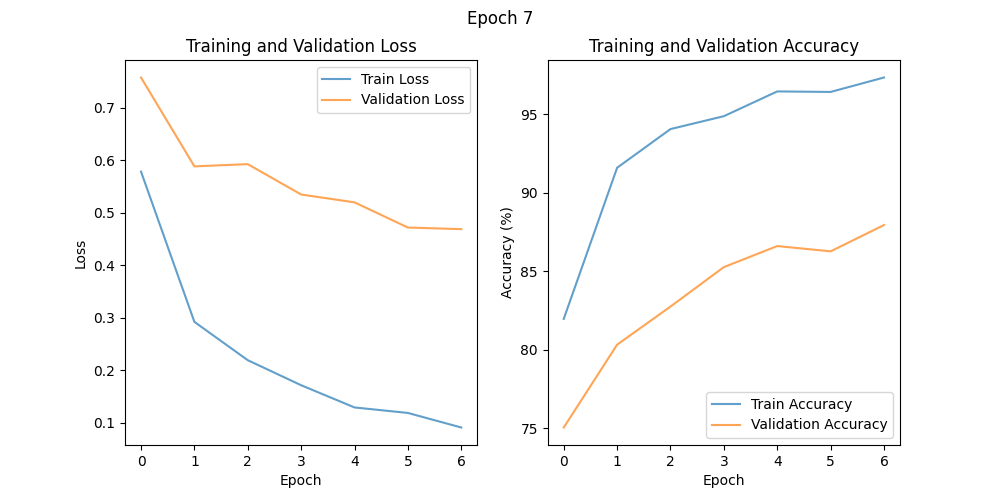 Epoch 7
Training and Validation Loss
Train Loss
Validation Loss
0.7
0.6
0.5
0.4
0.3
0.2
0.1
Loss
0 1 2 3 4 5 6
Epoch
Training and Validation Accuracy
95
90
85
80
75
Accuracy (%)
Train Accuracy
Validation Accuracy
0 1 2 3 4 5 6
Epoch